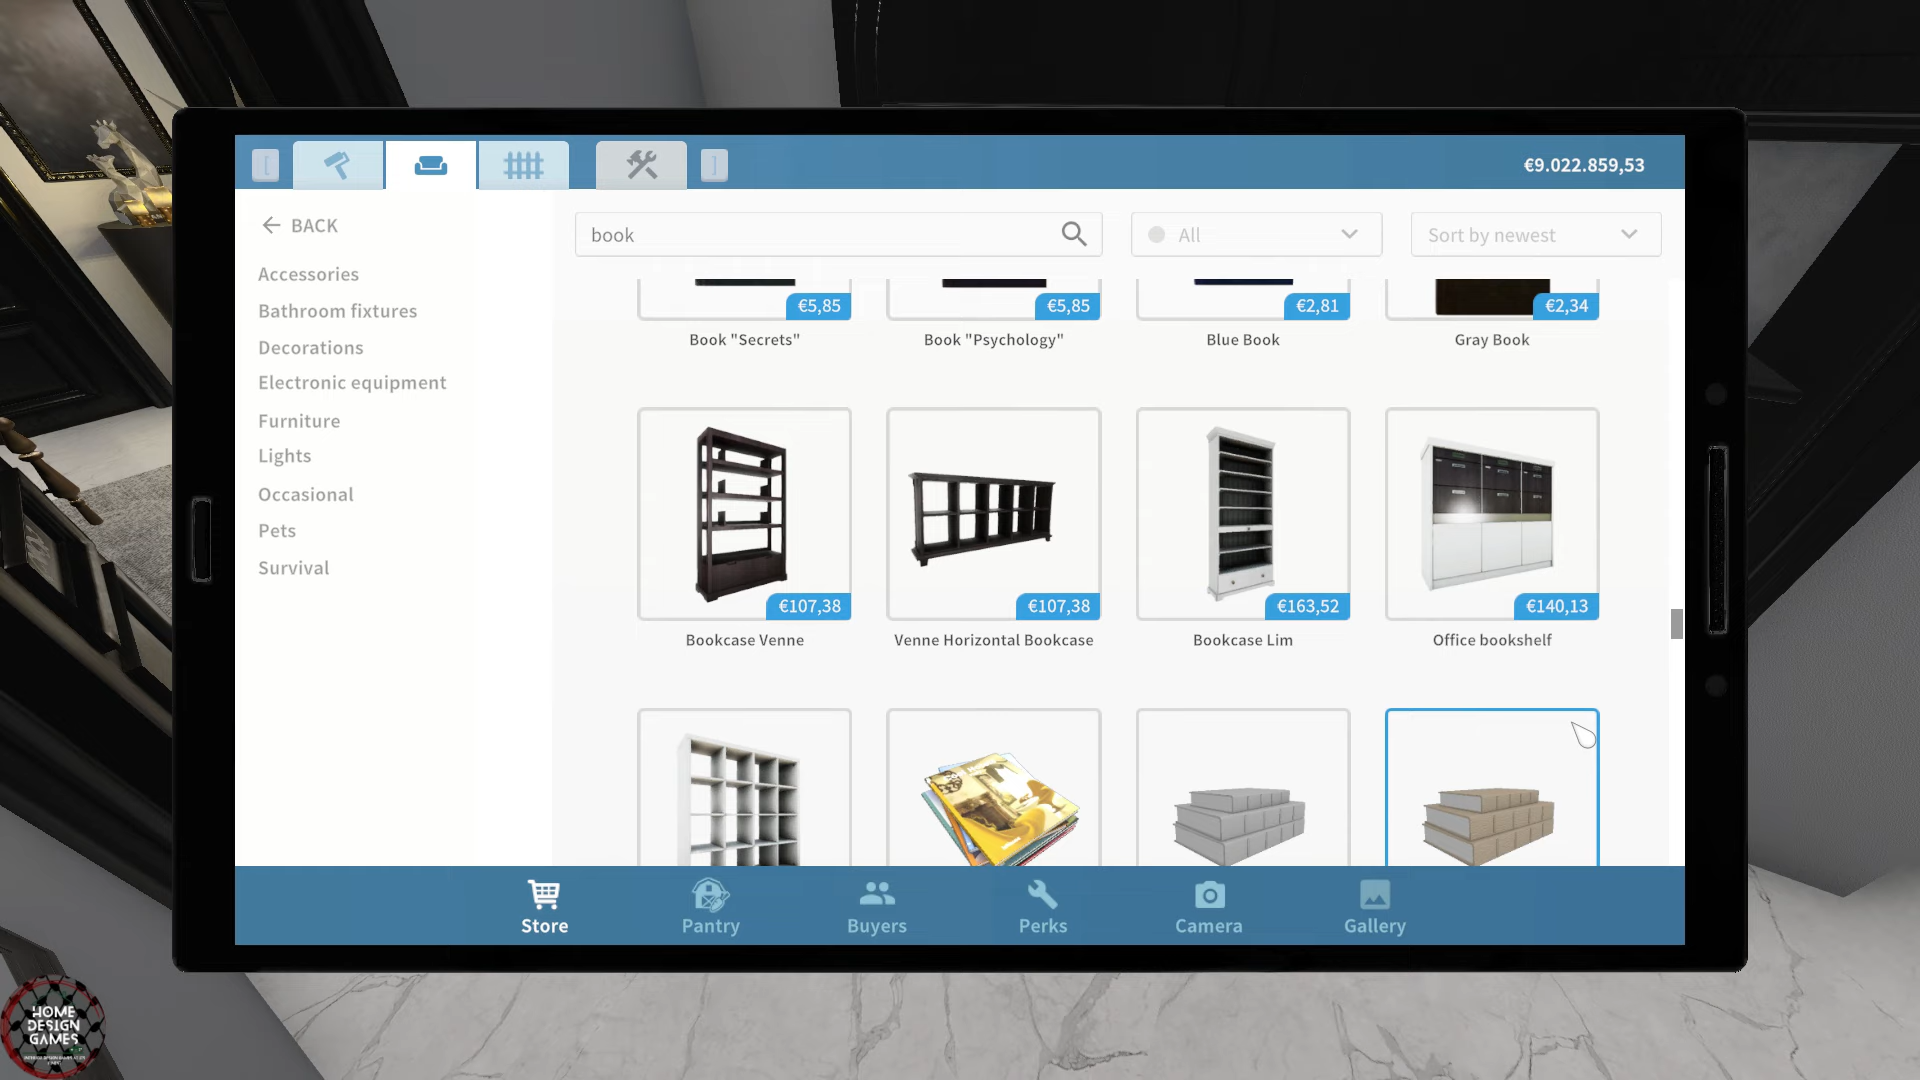 [
]
€9.022.859,53
BACK
book
All
Sort by newest
Accessories
Bathroom fixtures
Decorations
Electronic equipment
Furniture
Lights
Occasional
Pets
Survival
€5,85
€5,85
€2,81
€2,34
Book "Secrets"
Book "Psychology"
Blue Book
Gray Book
€107,38
€107,38
€163,52
€140,13
Bookcase Venne
Venne Horizontal Bookcase
Bookcase Lim
Office bookshelf
Store
Pantry
Buyers
Perks
Camera
Gallery
HOME
DESIGN
GAMES